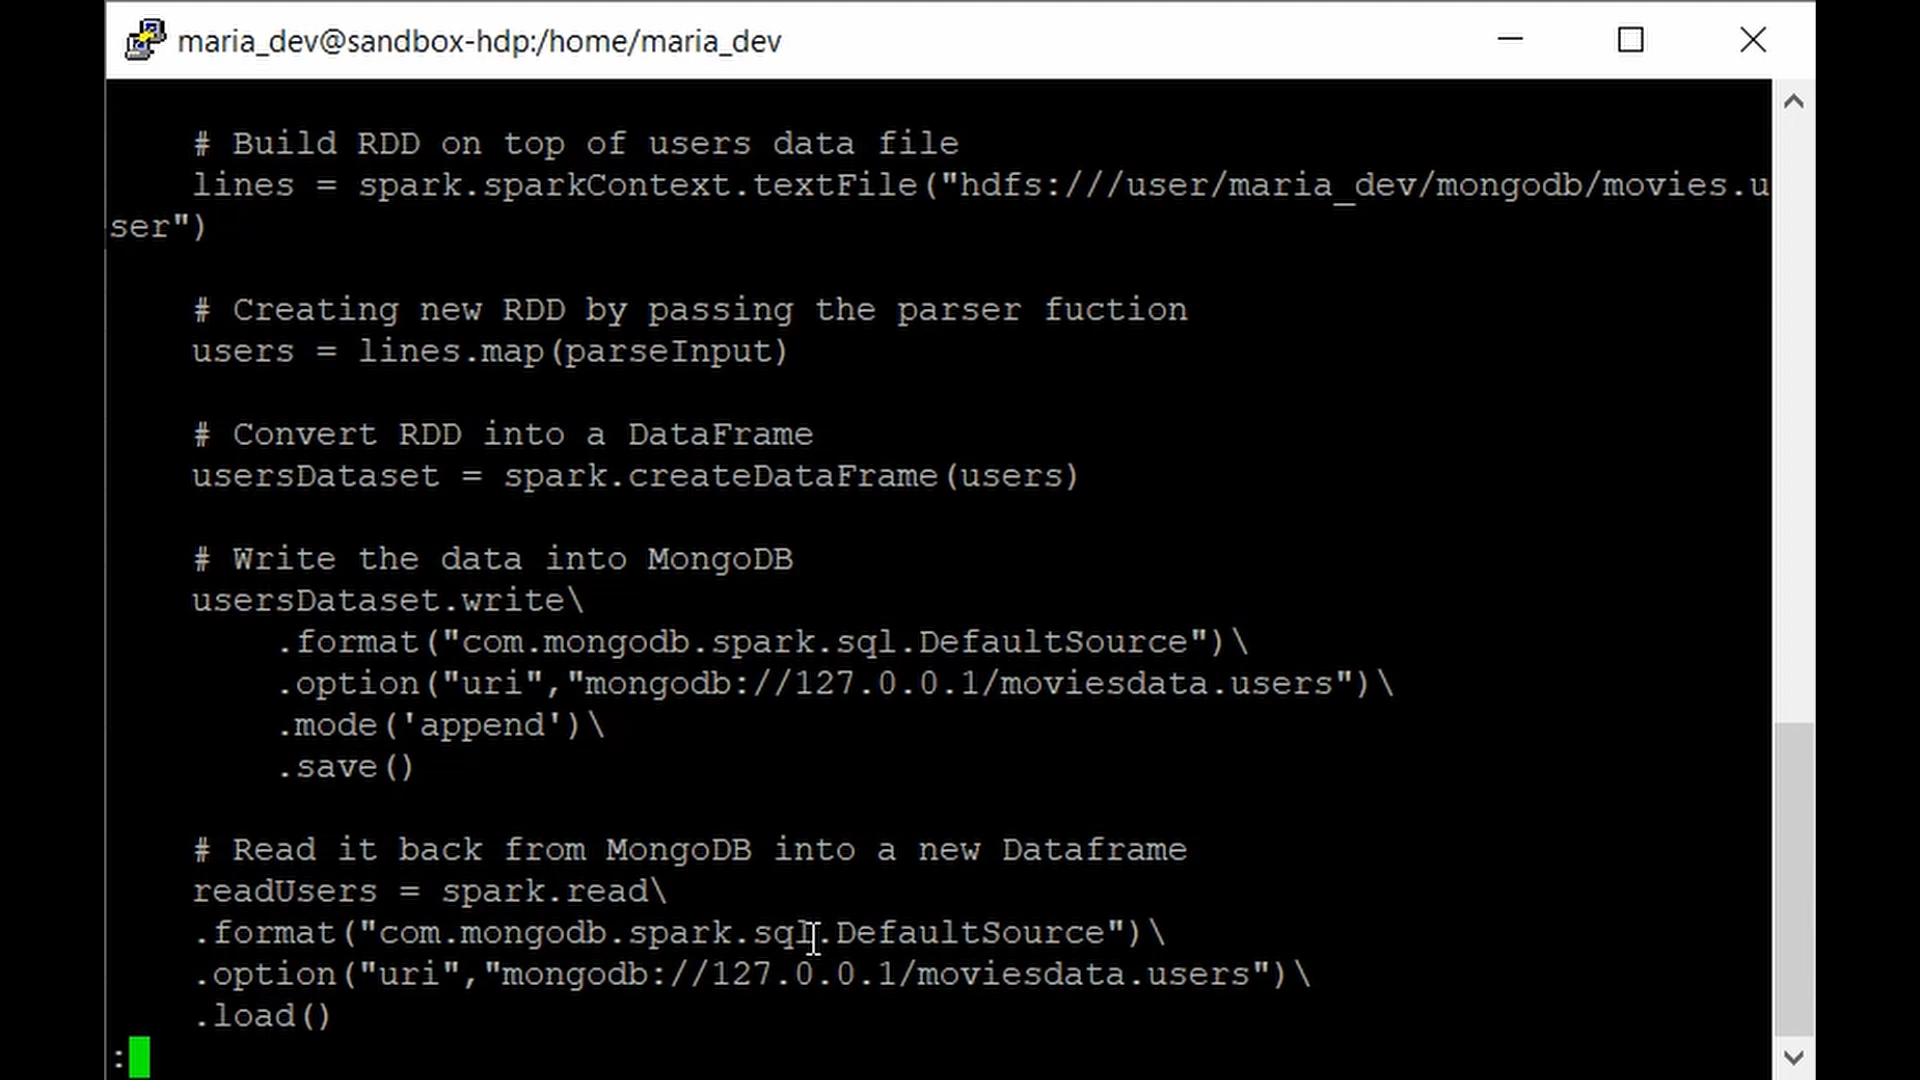 maria_dev@sandbox-hdp:/home/maria_dev
# Build RDD on top of users data file
lines = spark.sparkContext.textFile("hdfs:///user/maria_dev/mongodb/movies.u
ser")
# Creating new RDD by passing the parser fuction
users = lines.map(parseInput)
# Convert RDD into a DataFrame
usersDataset = spark.createDataFrame(users)
# Write the data into MongoDB
usersDataset.write\
.format("com.mongodb.spark.sql.DefaultSource")\
.option("uri","mongodb://127.0.0.1/moviesdata.users")\
.mode('append')\
.save()
# Read it back from MongoDB into a new Dataframe
readUsers = spark.read\
.format("com.mongodb.spark.sql.DefaultSource")\
.option("uri","mongodb://127.0.0.1/moviesdata.users")\
.load()
: